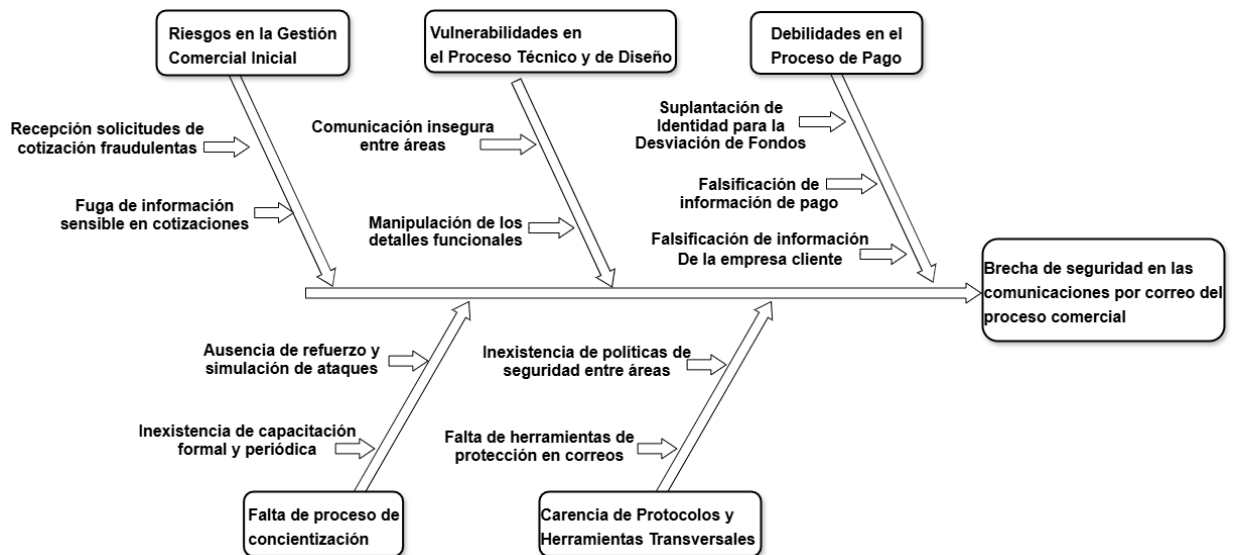 Riesgos en la Gestión
Comercial Inicial
Vulnerabilidades en
el Proceso Técnico y de Diseño
Debilidades en el
Proceso de Pago
Recepción solicitudes de
cotización fraudulentas
Fuga de información
sensible en cotizaciones
Comunicación insegura
entre áreas
Manipulación de los
detalles funcionales
Suplantación de
Identidad para la
Desviación de Fondos
Falsificación de
información de pago
Falsificación de información
De la empresa cliente
Brecha de seguridad en las
comunicaciones por correo del
proceso comercial
Ausencia de refuerzo y
simulación de ataques
Inexistencia de capacitación
formal y periódica
Inexistencia de políticas de
seguridad entre áreas
Falta de herramientas de
protección en correos
Falta de proceso de
concientización
Carencia de Protocolos y
Herramientas Transversales